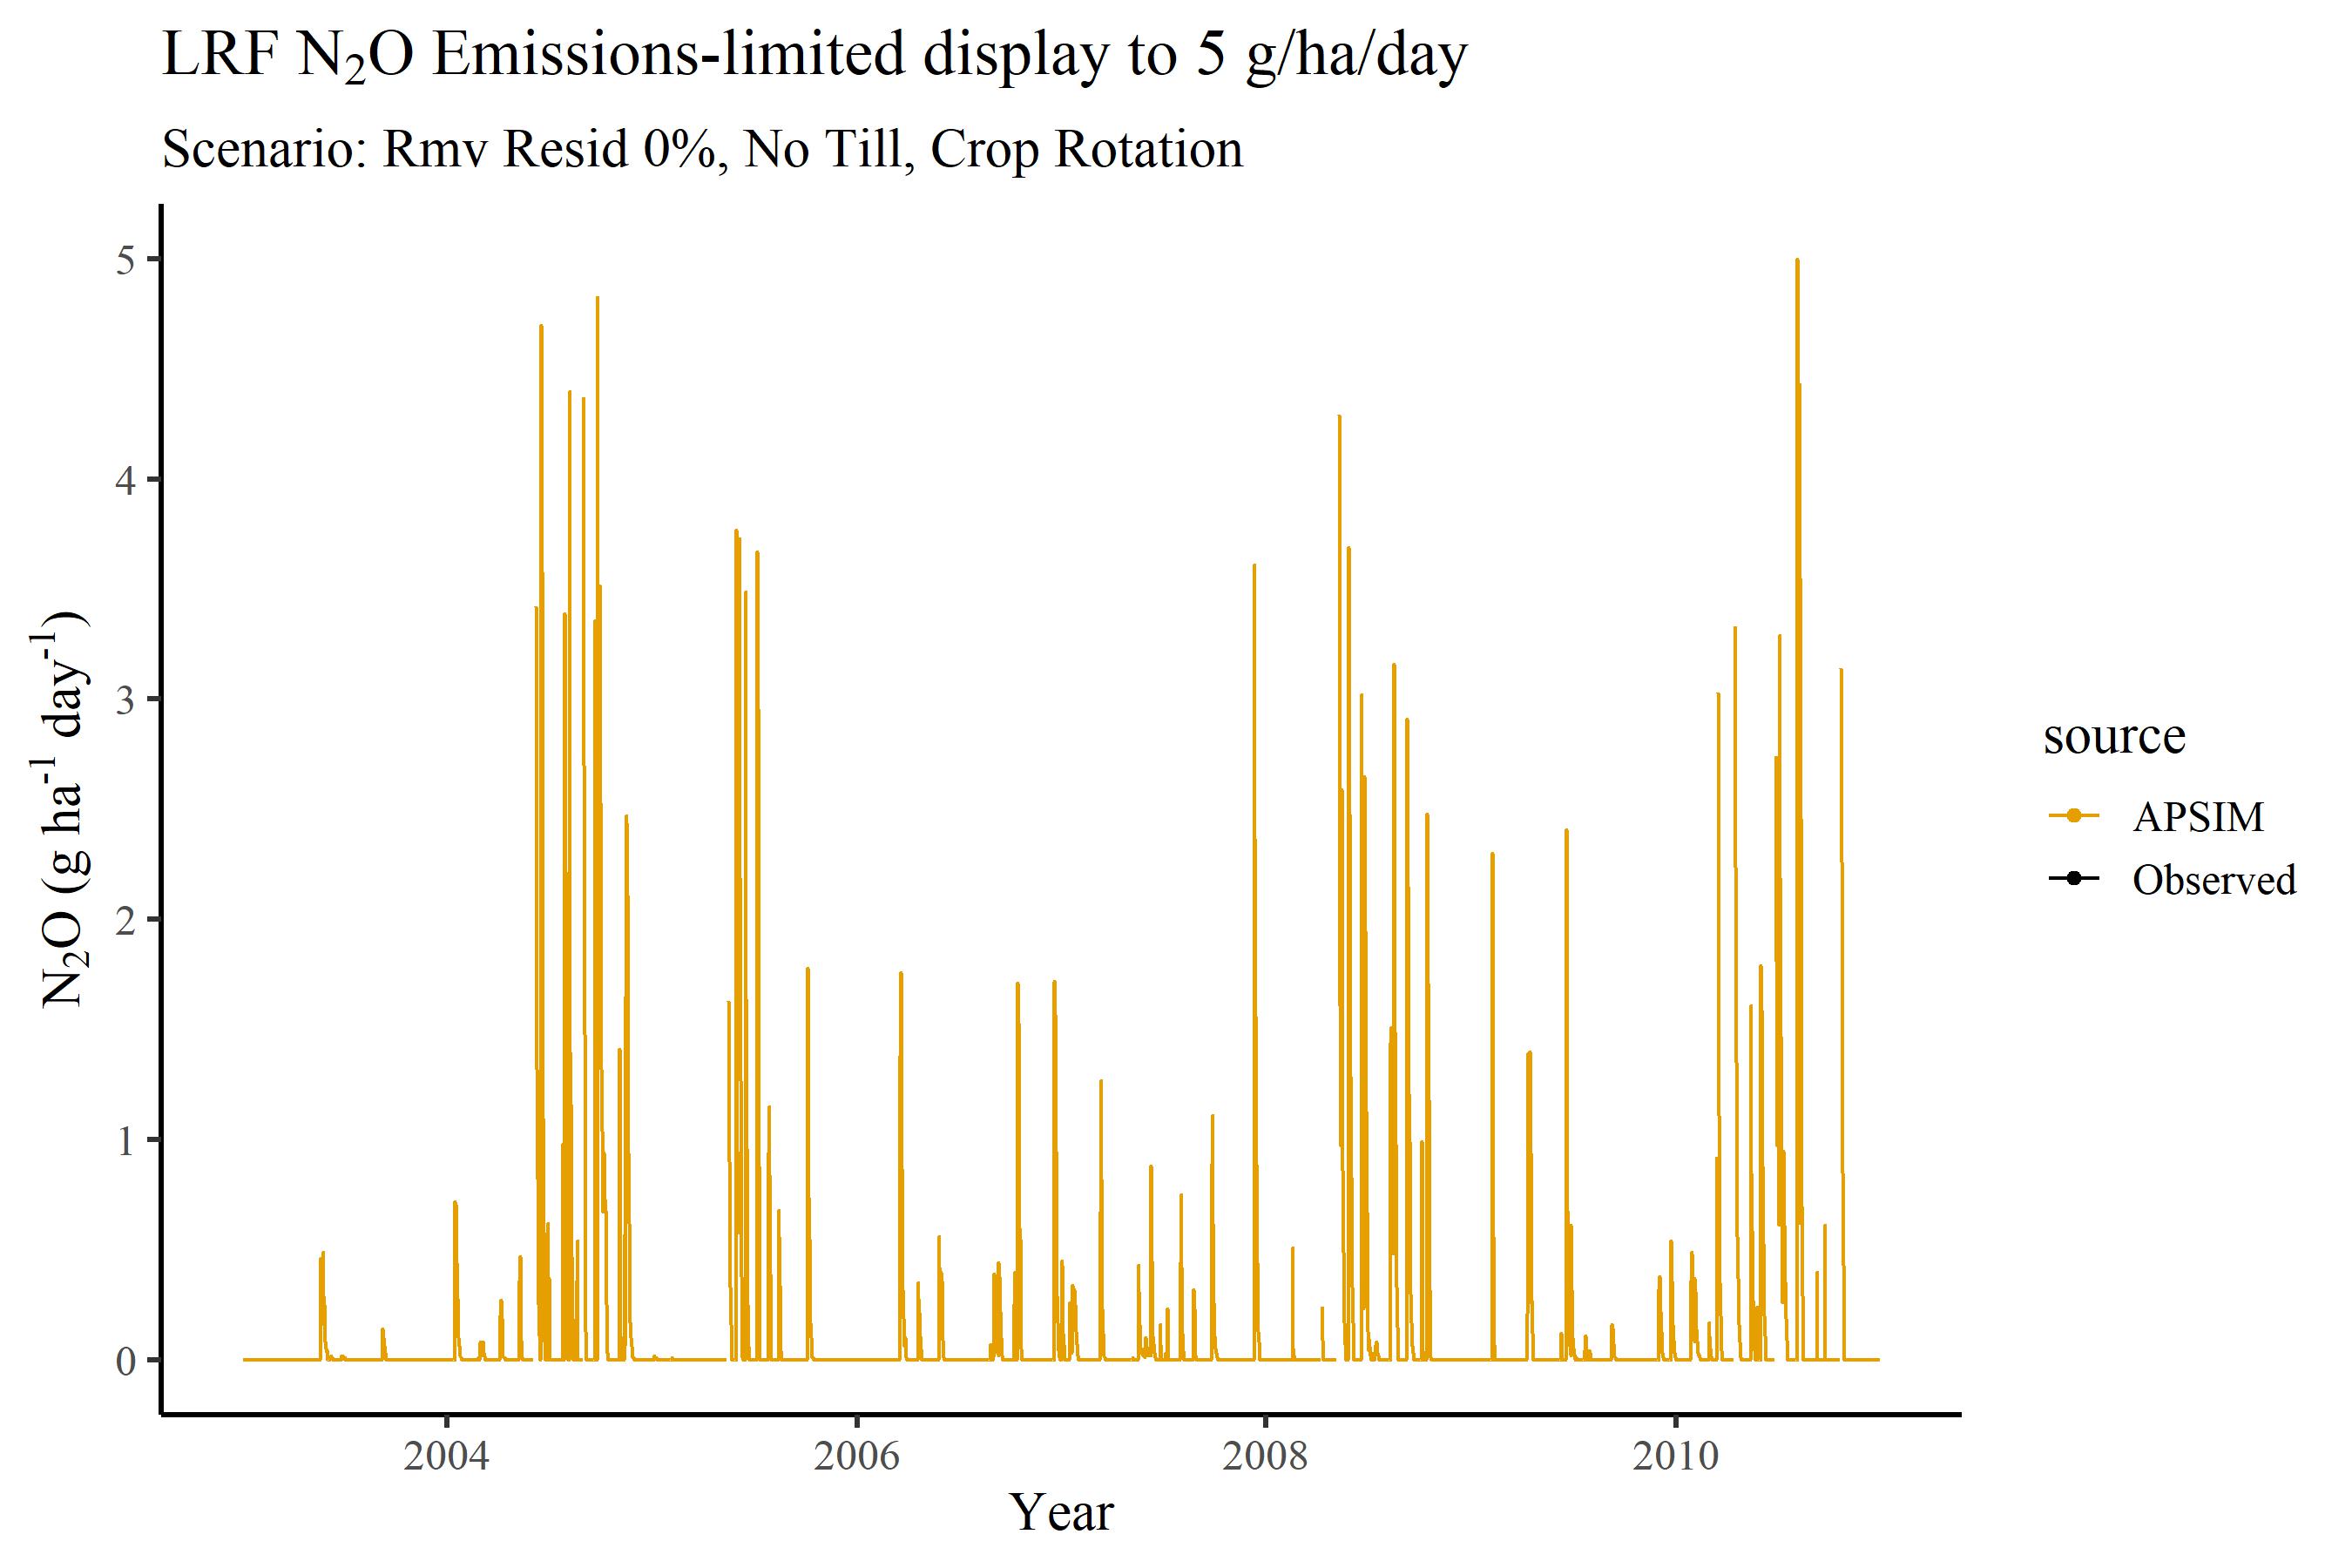 LRF N₂O Emissions-limited display to 5 g/ha/day
Scenario: Rmv Resid 0%, No Till, Crop Rotation
N₂O (g ha⁻¹ day⁻¹)
5
4
3
2
1
0
2004 2006 2008 2010
Year
source
APSIM
Observed